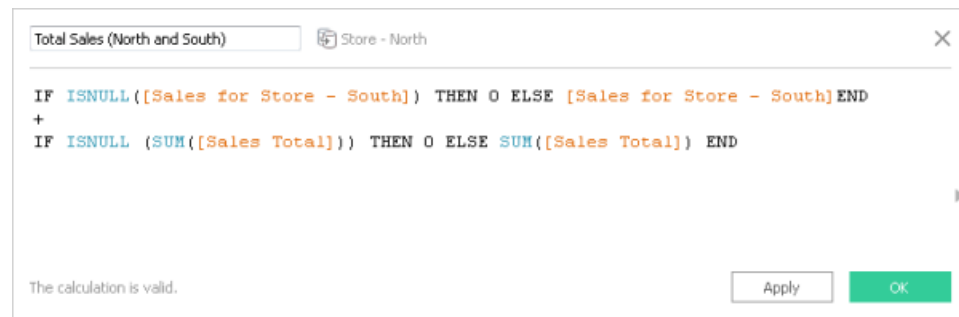 Total Sales (North and South) Store - North
IF ISNULL([Sales for Store - South]) THEN 0 ELSE [Sales for Store - South]END
+
IF ISNULL (SUM([Sales Total])) THEN 0 ELSE SUM([Sales Total]) END
The calculation is valid. Apply OK